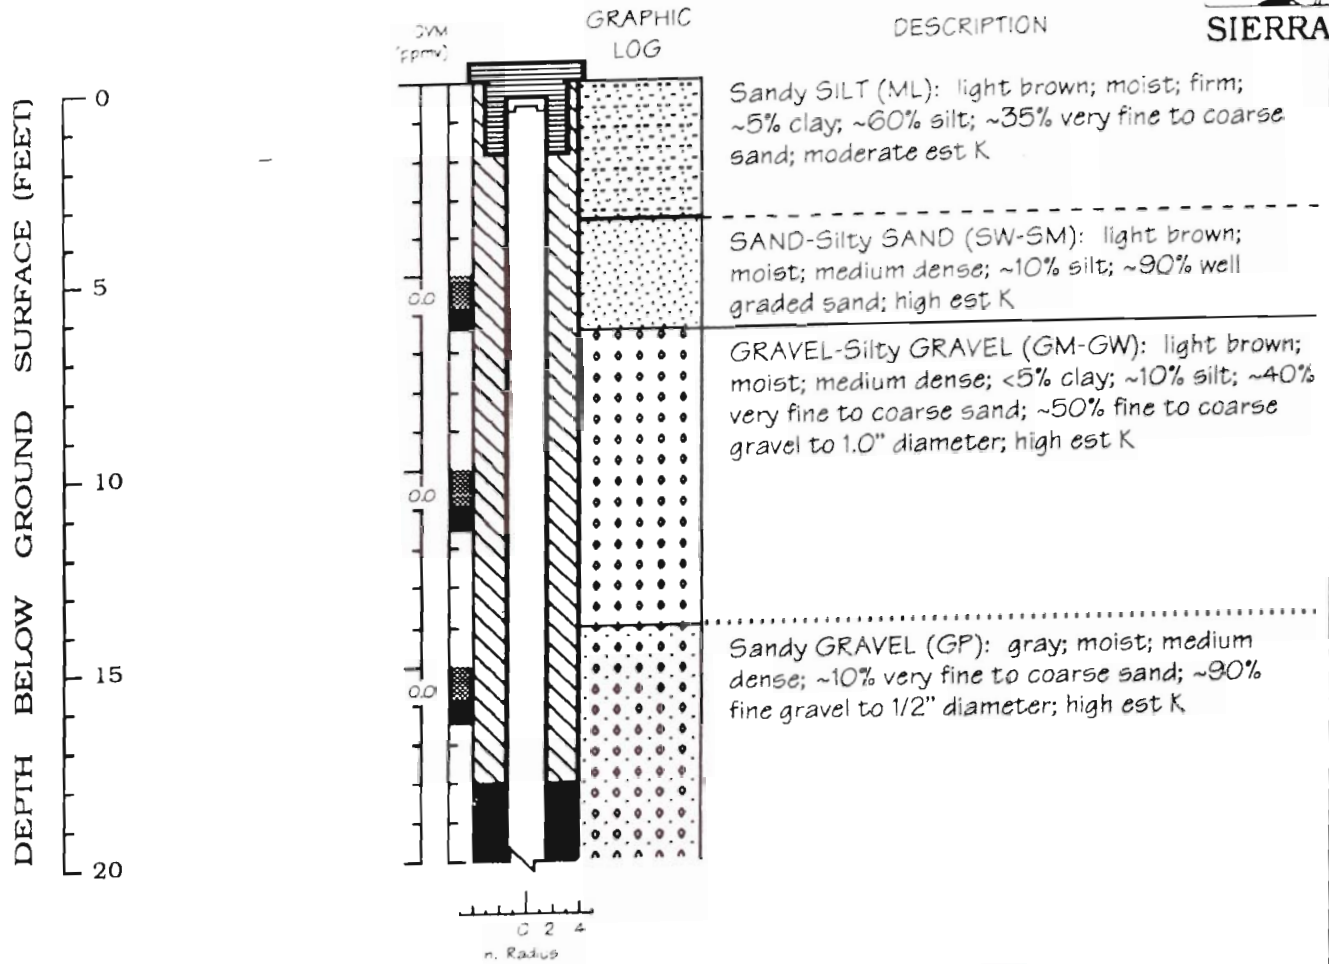 OVM
(ppmv)
GRAPHIC
LOG
DESCRIPTION
SIERRA
DEPTH BELOW GROUND SURFACE (FEET)
0
5
10
15
20
0.0
0.0
0.0
Sandy SILT (ML): light brown; moist; firm;
~5% clay; ~60% silt; ~35% very fine to coarse
sand; moderate est K
SAND-Silty SAND (SW-SM): light brown;
moist; medium dense; ~10% silt; ~90% well
graded sand; high est K
GRAVEL-Silty GRAVEL (GM-GW): light brown;
moist; medium dense; <5% clay; ~10% silt; ~40%
very fine to coarse sand; ~50% fine to coarse
gravel to 1.0" diameter; high est K
Sandy GRAVEL (GP): gray; moist; medium
dense; ~10% very fine to coarse sand; ~90%
fine gravel to 1/2" diameter; high est K
0 2 4
n. Radius